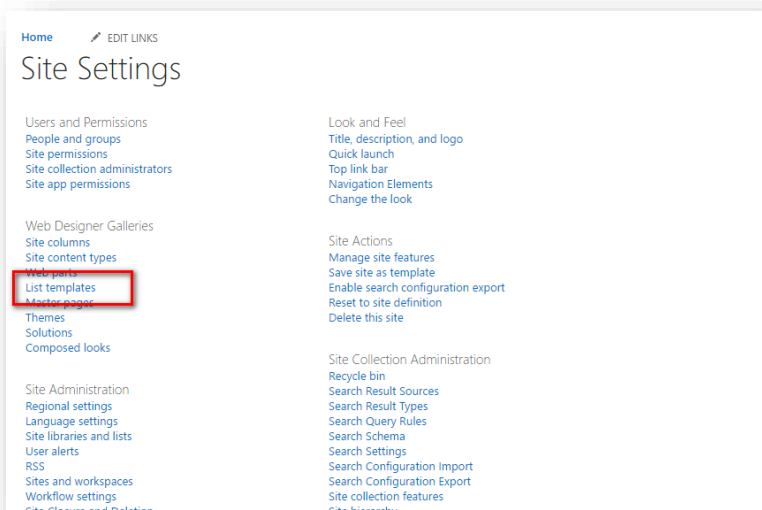 Home EDIT LINKS
Site Settings
Users and Permissions
People and groups
Site permissions
Site collection administrators
Site app permissions
Web Designer Galleries
Site columns
Site content types
Web parts
List templates
Master pages
Themes
Solutions
Composed looks
Site Administration
Regional settings
Language settings
Site libraries and lists
User alerts
RSS
Sites and workspaces
Workflow settings
Site Closure and Deletion
Look and Feel
Title, description, and logo
Quick launch
Top link bar
Navigation Elements
Change the look
Site Actions
Manage site features
Save site as template
Enable search configuration export
Reset to site definition
Delete this site
Site Collection Administration
Recycle bin
Search Result Sources
Search Result Types
Search Query Rules
Search Schema
Search Settings
Search Configuration Import
Search Configuration Export
Site collection features
Site hierarchy